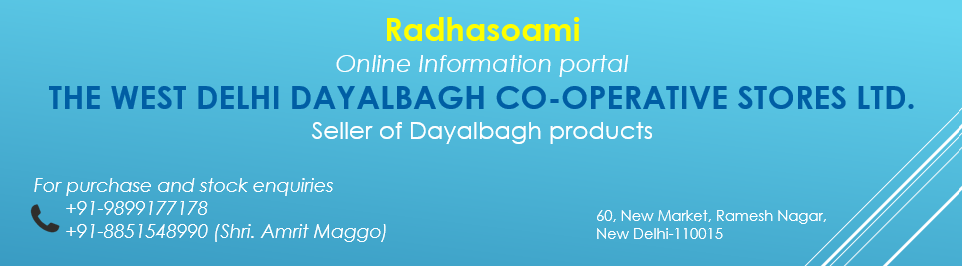 Radhasoami
Online Information portal
THE WEST DELHI DAYALBAGH CO-OPERATIVE STORES LTD.
Seller of Dayalbagh products
For purchase and stock enquiries
+91-9899177178
+91-8851548990 (Shri. Amrit Maggo)
60, New Market, Ramesh Nagar,
New Delhi-110015